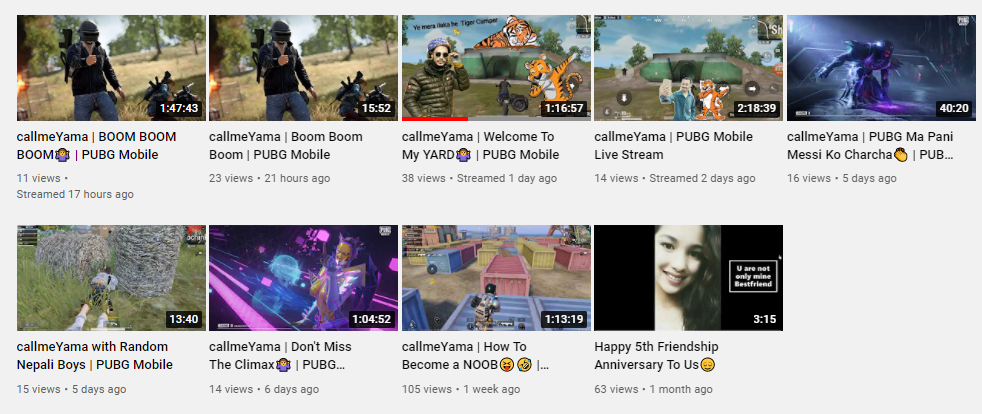 Ye mera ilaka he Tiger Camper
1:47:43
15:52
1:16:57
2:18:39
40:20
callmeYama | BOOM BOOM
BOOM🤷‍♀️ | PUBG Mobile
11 views •
Streamed 17 hours ago
callmeYama | Boom Boom
Boom | PUBG Mobile
23 views • 21 hours ago
callmeYama | Welcome To
My YARD🤷‍♀️ | PUBG Mobile
38 views • Streamed 1 day ago
callmeYama | PUBG Mobile
Live Stream
14 views • Streamed 2 days ago
callmeYama | PUBG Ma Pani
Messi Ko Charcha👏 | PUB...
16 views • 5 days ago
U are not
only mine
Bestfriend
13:40
1:04:52
1:13:19
3:15
callmeYama with Random
Nepali Boys | PUBG Mobile
15 views • 5 days ago
callmeYama | Don't Miss
The Climax🤷‍♀️ | PUBG...
14 views • 6 days ago
callmeYama | How To
Become a NOOB😝🤣 |...
105 views • 1 week ago
Happy 5th Friendship
Anniversary To Us😑
63 views • 1 month ago